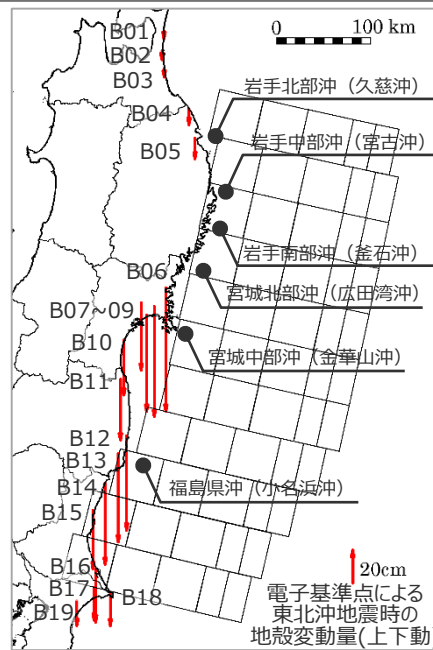 B01
0
100 km
B02
B03
岩手北部沖（久慈沖）
B04
岩手中部沖（宮古沖）
B05
岩手南部沖（釜石沖）
B06
宮城北部沖（広田湾沖）
B07~09
B10
宮城中部沖（金華山沖）
B11
B12
B13
福島県沖（小名浜沖）
B14
B15
B16
20cm
B17
電子基準点による
B18
東北沖地震時の
B19
地殻変動量(上下動)